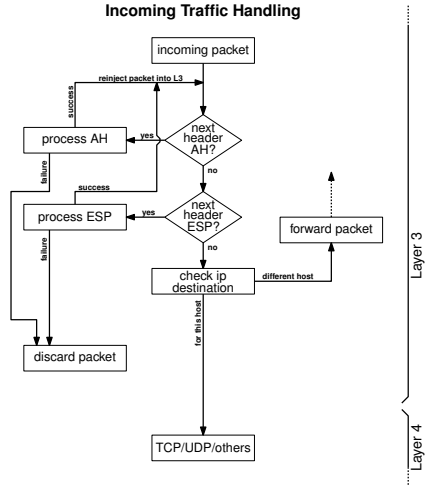 Incoming Traffic Handling
incoming packet
reinject packet into L3
success
process AH
yes
next
header
AH?
failure
no
success
process ESP
yes
next
header
ESP?
forward packet
failure
no
check ip
destination
different host
for this host
discard packet
TCP/UDP/others
Layer 3
Layer 4